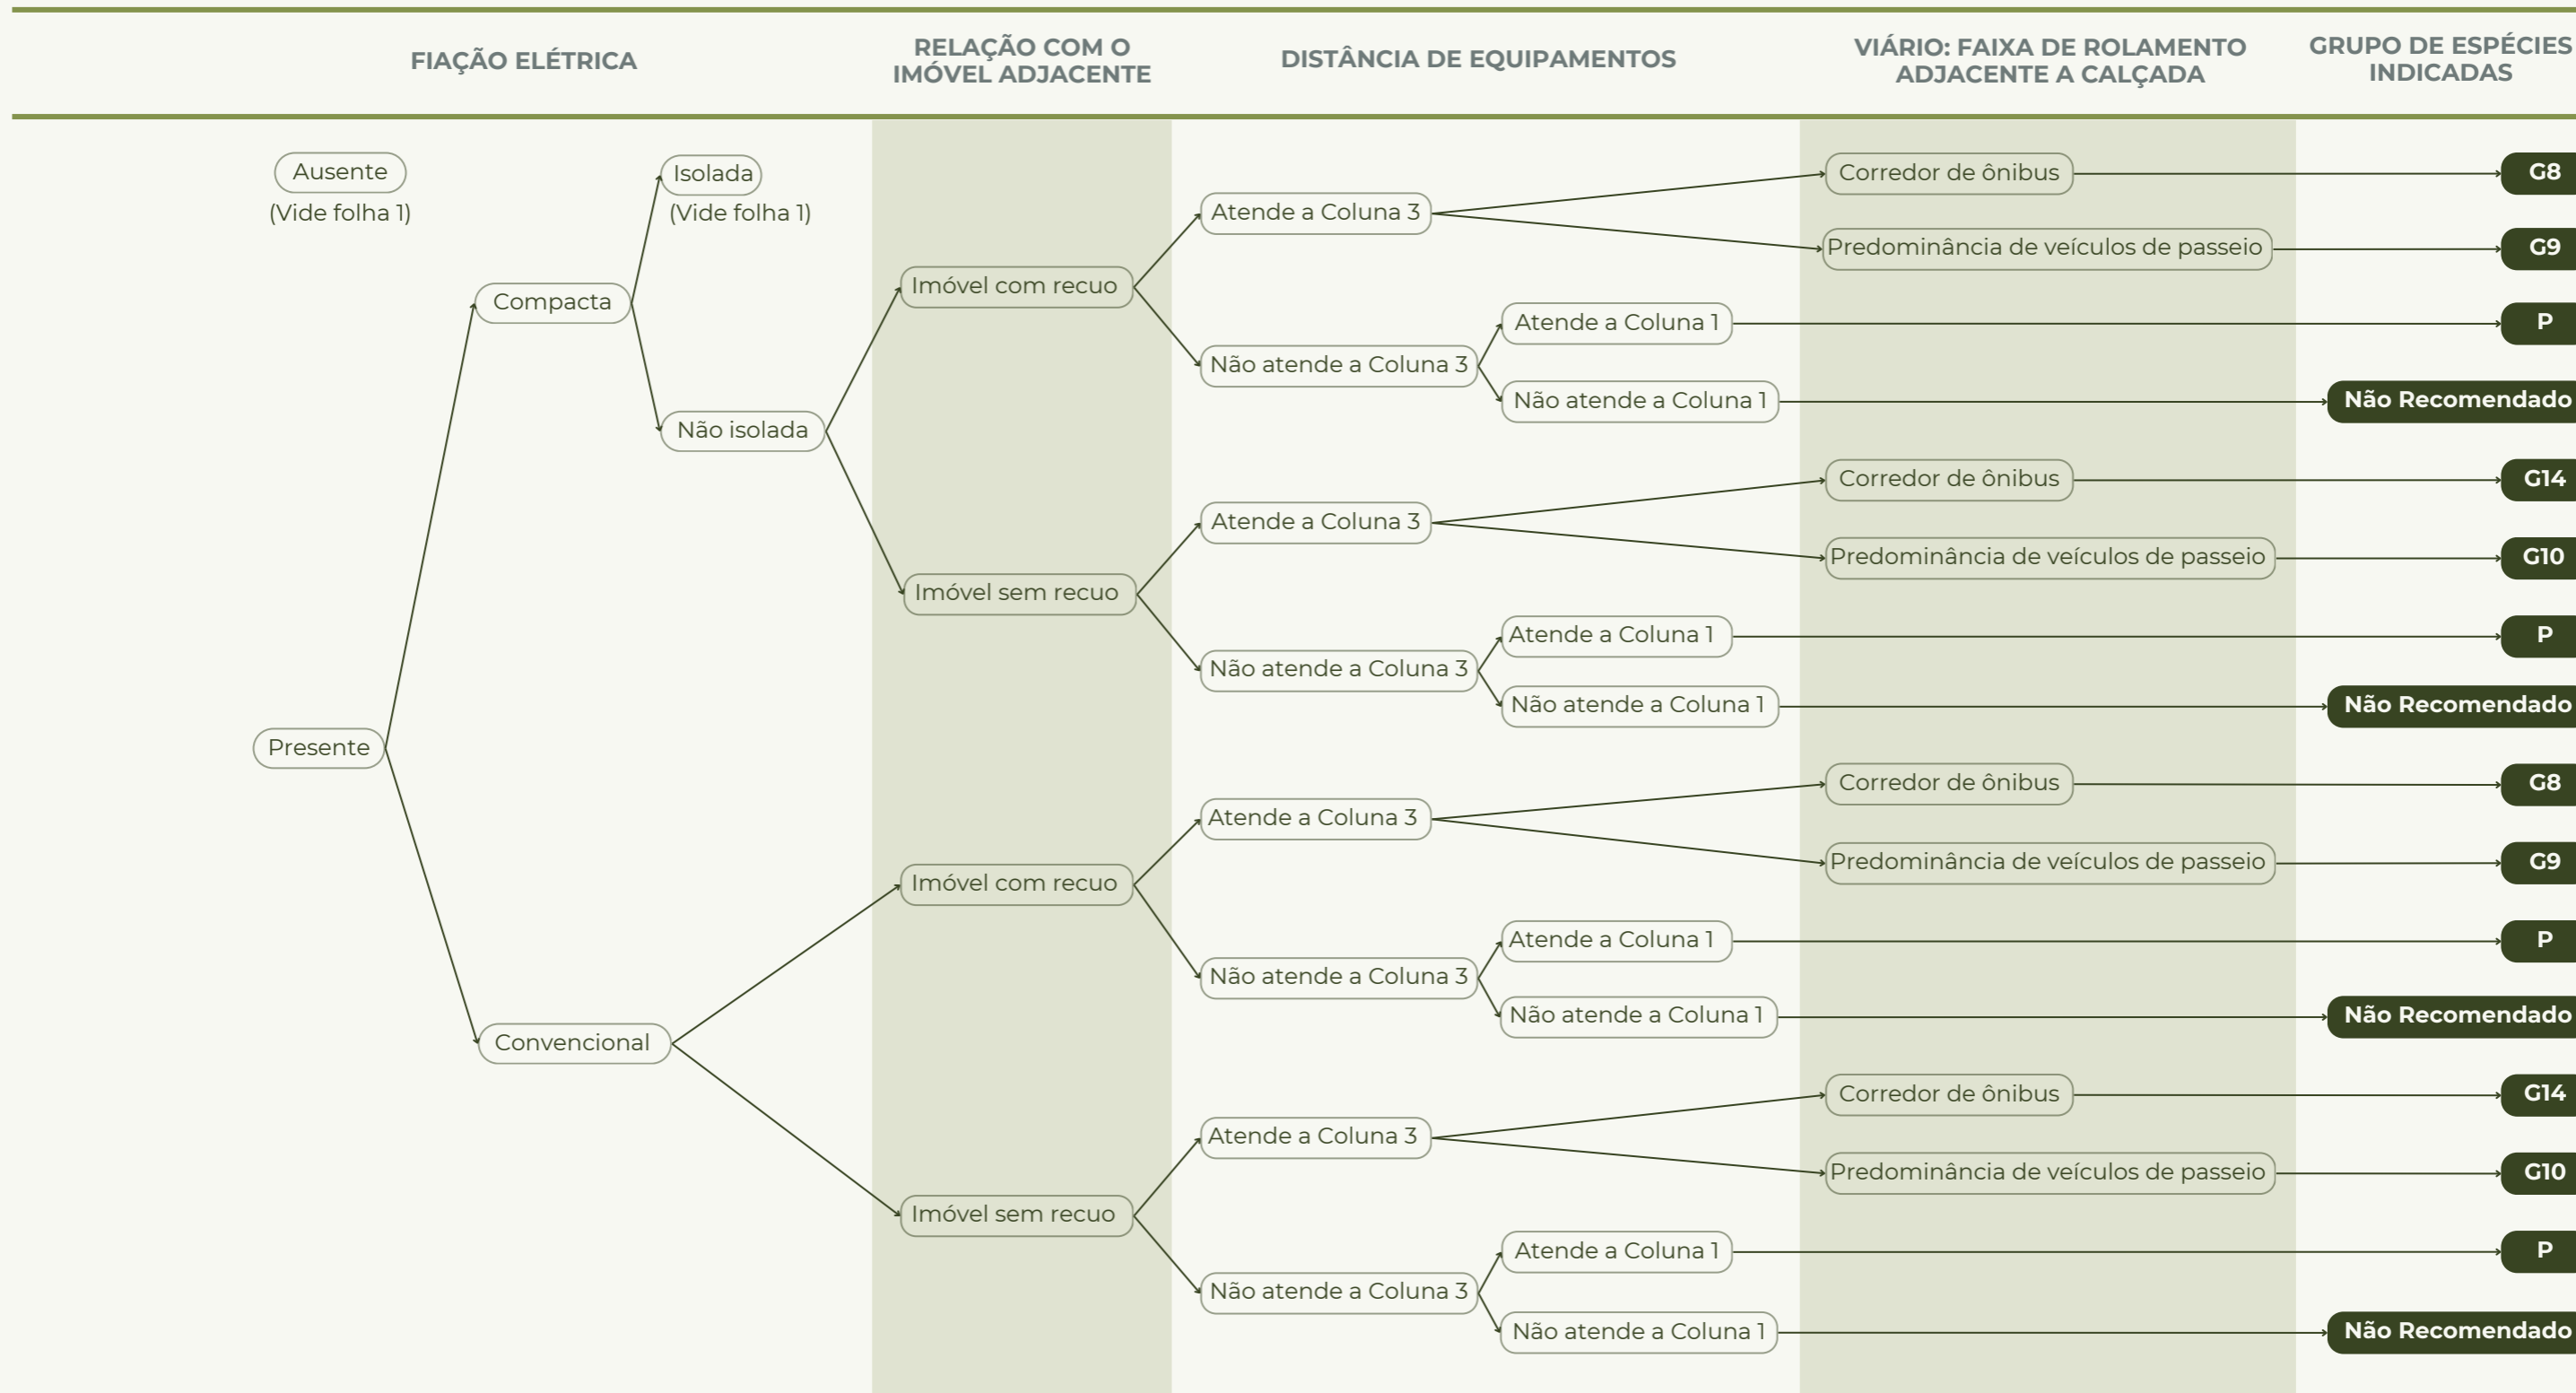 FIAÇÃO ELÉTRICA
RELAÇÃO COM O
IMÓVEL ADJACENTE
DISTÂNCIA DE EQUIPAMENTOS
VIÁRIO: FAIXA DE ROLAMENTO
ADJACENTE A CALÇADA
GRUPO DE ESPÉCIES
INDICADAS
Ausente
(Vide folha 1)
Isolada
(Vide folha 1)
Compacta
Não isolada
Presente
Convencional
Imóvel com recuo
Atende a Coluna 3
Corredor de ônibus
G8
Predominância de veículos de passeio
G9
Não atende a Coluna 3
Atende a Coluna 1
P
Não atende a Coluna 1
Não Recomendado
Imóvel sem recuo
Atende a Coluna 3
Corredor de ônibus
G14
Predominância de veículos de passeio
G10
Não atende a Coluna 3
Atende a Coluna 1
P
Não atende a Coluna 1
Não Recomendado
Imóvel com recuo
Atende a Coluna 3
Corredor de ônibus
G8
Predominância de veículos de passeio
G9
Não atende a Coluna 3
Atende a Coluna 1
P
Não atende a Coluna 1
Não Recomendado
Imóvel sem recuo
Atende a Coluna 3
Corredor de ônibus
G14
Predominância de veículos de passeio
G10
Não atende a Coluna 3
Atende a Coluna 1
P
Não atende a Coluna 1
Não Recomendado